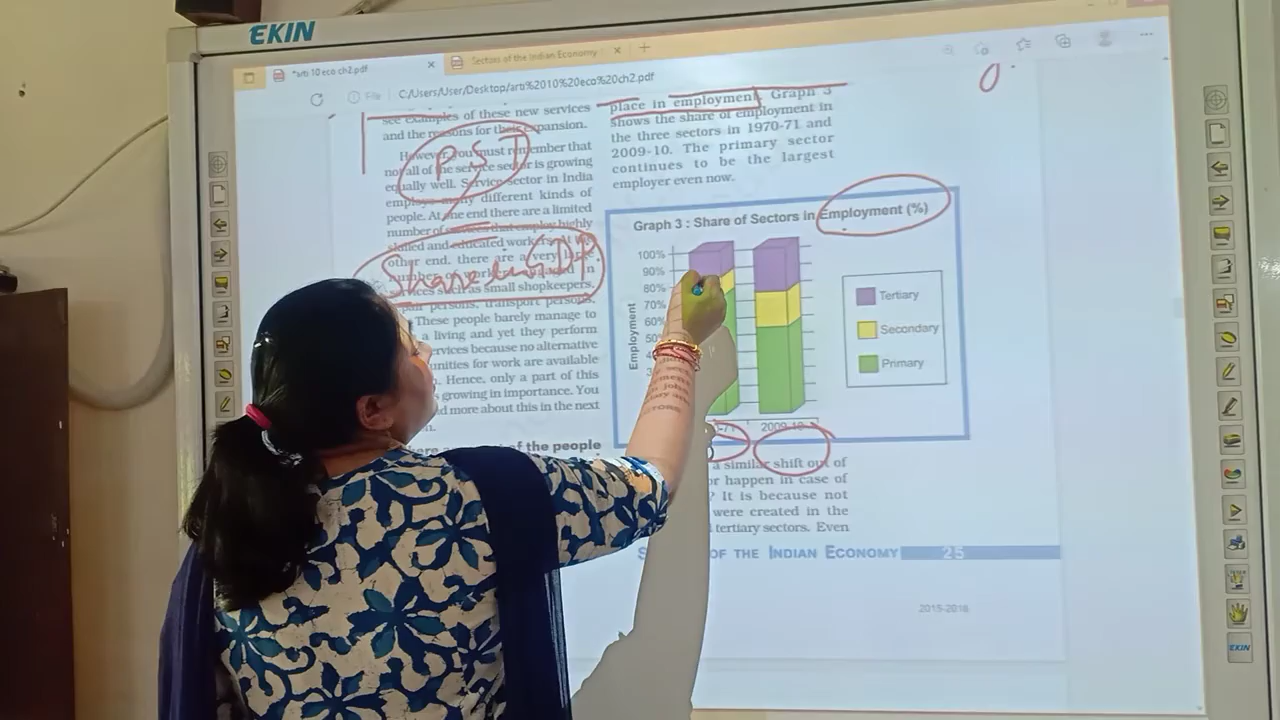 EKIN
*arti 10 eco ch2.pdf
Sectors of the Indian Economy
File
C:/Users/User/Desktop/arti%2010%20eco%20ch2.pdf
see examples of these new services
and the reasons for their expansion.
However, you must remember that
not all of the service sector is growing
equally well. Service sector in India
employs many different kinds of
people. At one end there are a limited
number of services that employ highly
skilled and educated workers. At the
other end, there are a very large
number of workers engaged in
services such as small shopkeepers,
persons, transport persons,
These people barely manage to
a living and yet they perform
because no alternative
for work are available
Hence, only a part of this
growing in importance. You
more about this in the next
P S T
Share in GDP
of the people
place in employment. Graph 3
shows the share of employment in
the three sectors in 1970-71 and
2009-10. The primary sector
continues to be the largest
employer even now.
Graph 3 : Share of Sectors in Employment (%)
100%
90%
80%
70%
60%
Employment
Tertiary
Secondary
Primary
2009-10
a similar shift out of
happen in case of
? It is because not
were created in the
tertiary sectors. Even
OF THE INDIAN ECONOMY 25
2015-2016
EKIN